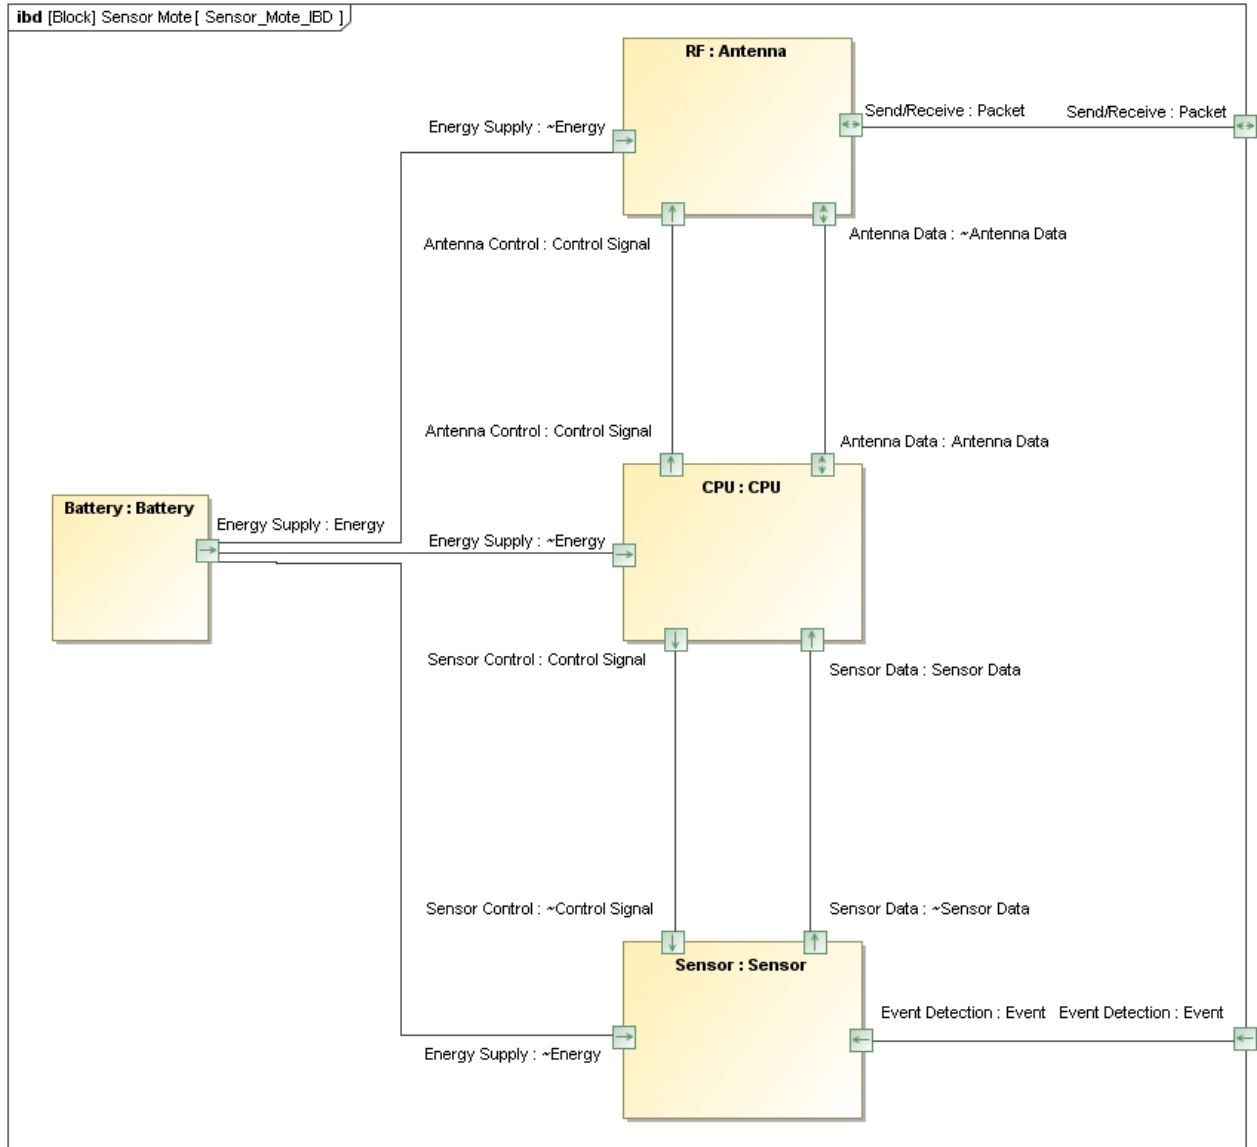 ibd [Block] Sensor Mote [ Sensor_Mote_IBD ]
RF : Antenna
Send/Receive : Packet
Send/Receive : Packet
Energy Supply : ~Energy
Antenna Control : Control Signal
Antenna Data : ~Antenna Data
Antenna Control : Control Signal
Antenna Data : Antenna Data
CPU : CPU
Battery : Battery
Energy Supply : Energy
Energy Supply : ~Energy
Sensor Control : Control Signal
Sensor Data : Sensor Data
Sensor Control : ~Control Signal
Sensor Data : ~Sensor Data
Sensor : Sensor
Event Detection : Event
Event Detection : Event
Energy Supply : ~Energy